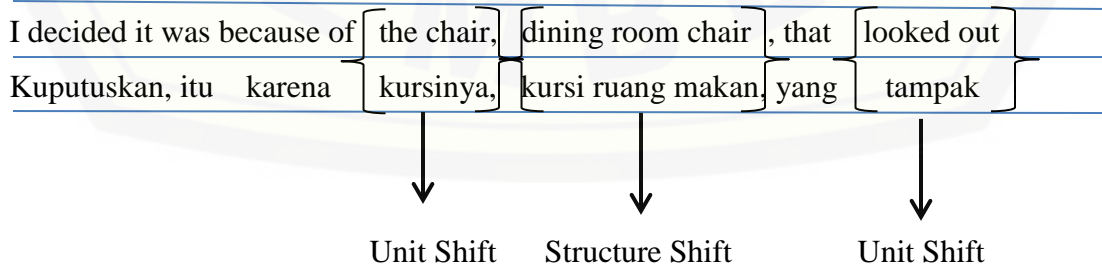 I decided it was because of the chair, dining room chair , that looked out
Kuputuskan, itu karena kursinya, kursi ruang makan, yang tampak
Unit Shift Structure Shift Unit Shift